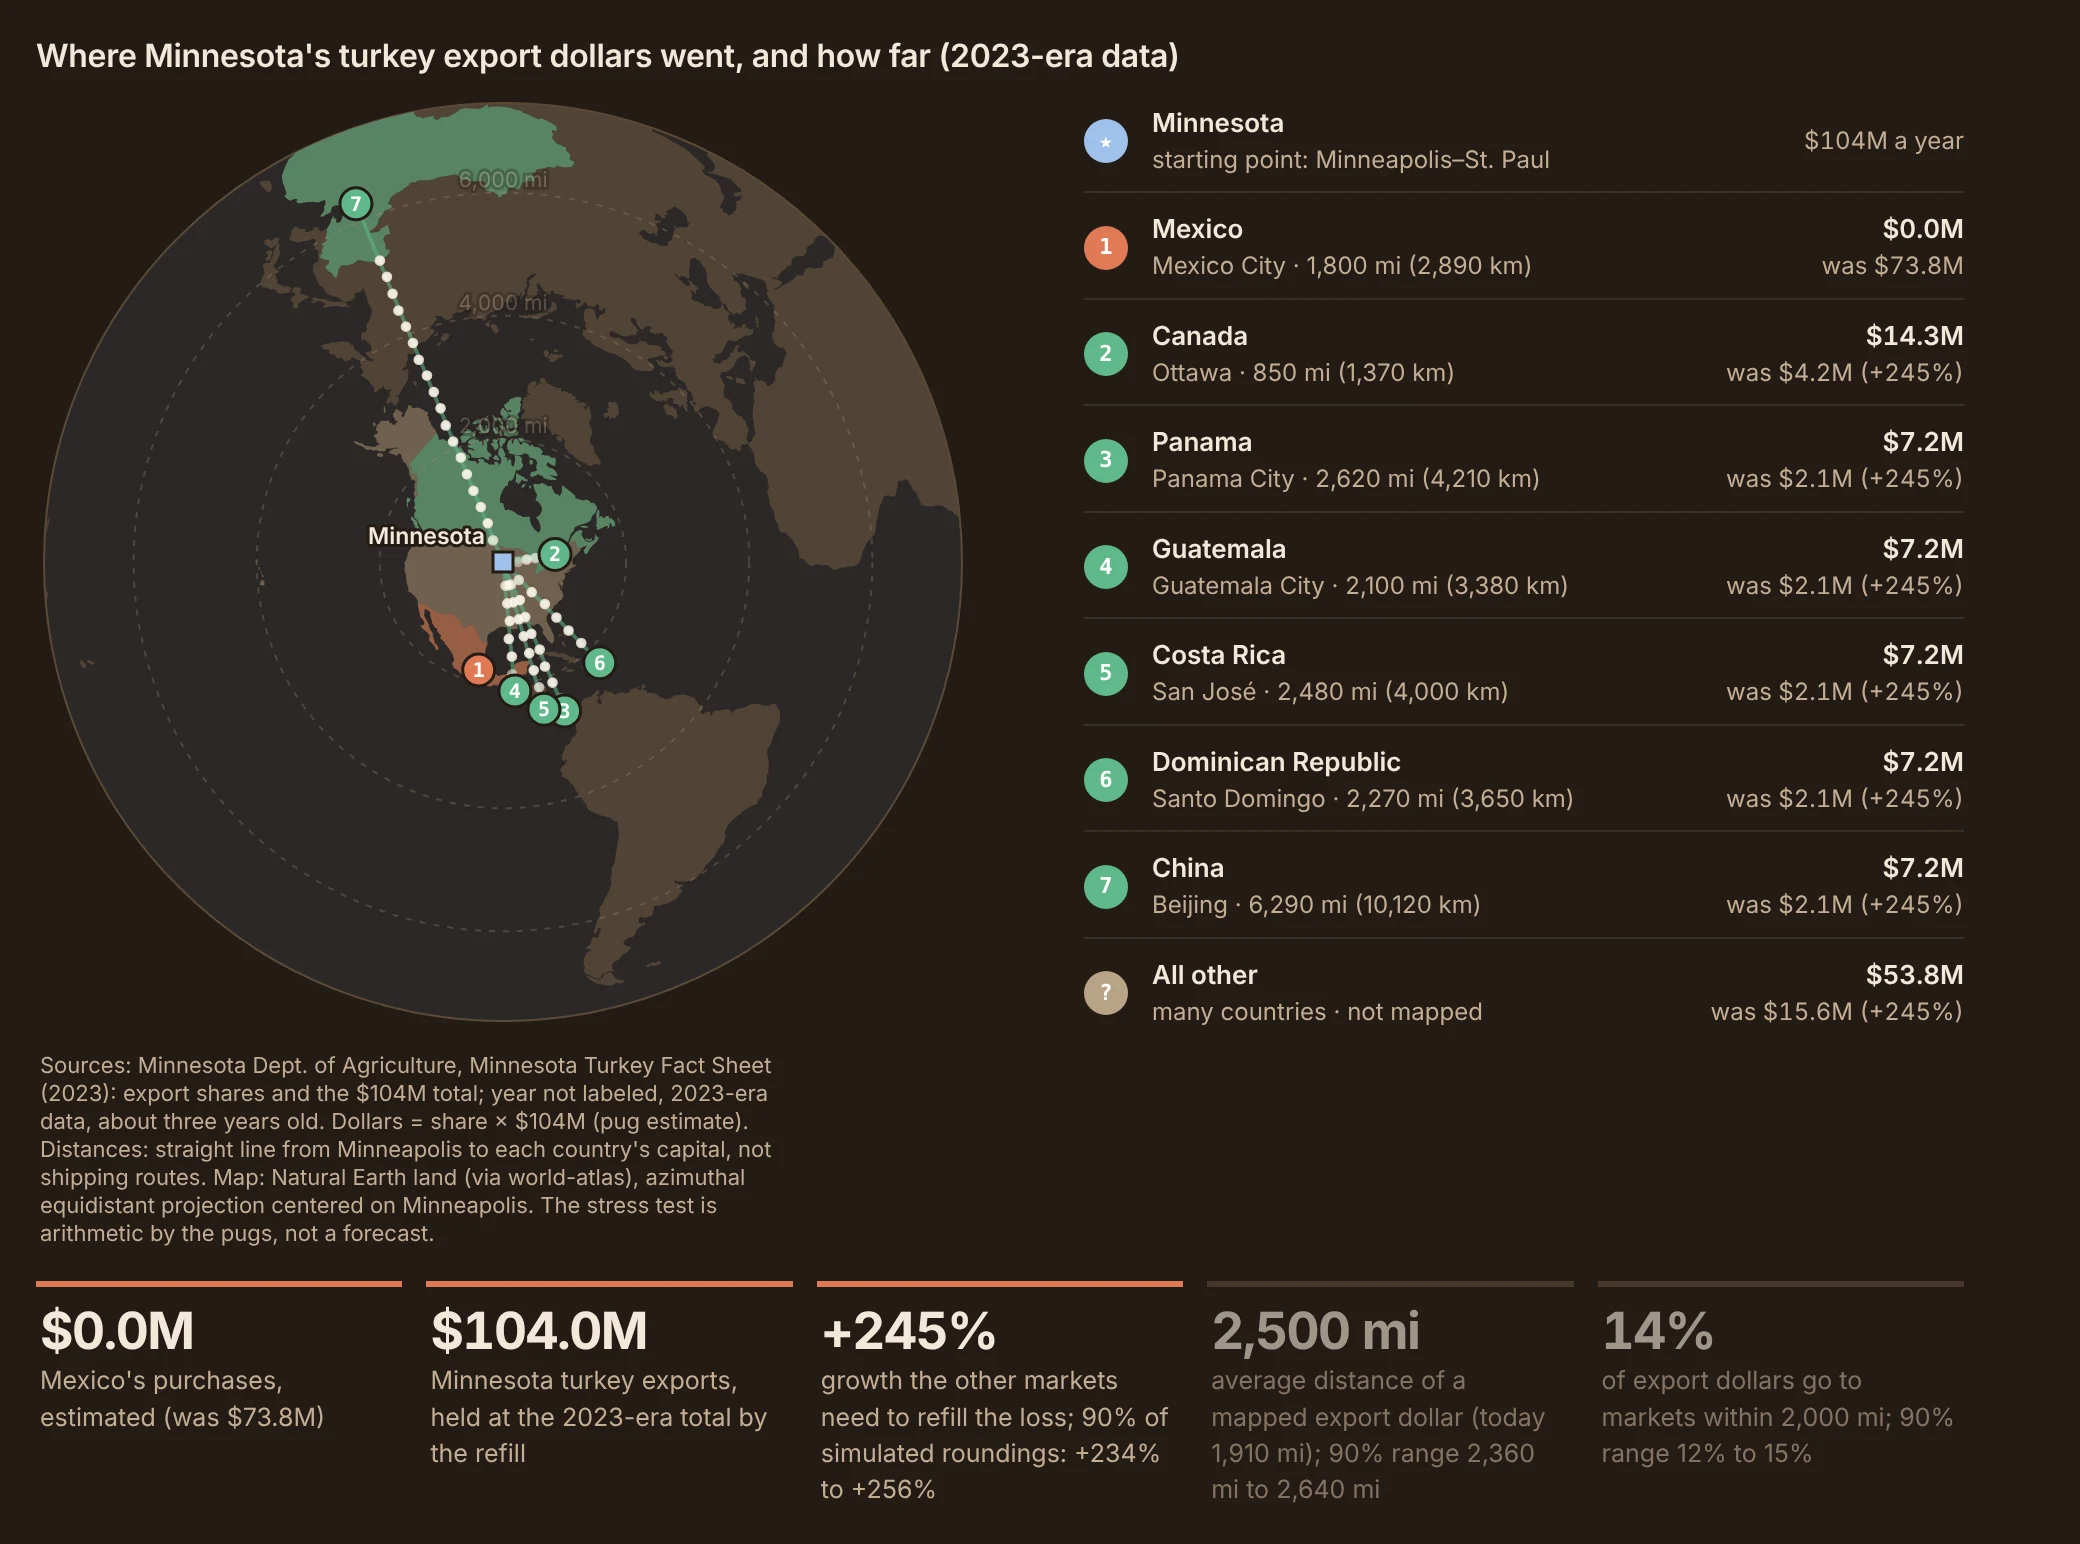 Where Minnesota's turkey export dollars went, and how far (2023-era data)
6,000 mi
4,000 mi
2,000 mi
7
Minnesota
2
1
6
4
5
3
★
Minnesota
$104M a year
starting point: Minneapolis–St. Paul
1
Mexico
$0.0M
Mexico City · 1,800 mi (2,890 km)
was $73.8M
2
Canada
$14.3M
Ottawa · 850 mi (1,370 km)
was $4.2M (+245%)
3
Panama
$7.2M
Panama City · 2,620 mi (4,210 km)
was $2.1M (+245%)
4
Guatemala
$7.2M
Guatemala City · 2,100 mi (3,380 km)
was $2.1M (+245%)
5
Costa Rica
$7.2M
San José · 2,480 mi (4,000 km)
was $2.1M (+245%)
6
Dominican Republic
$7.2M
Santo Domingo · 2,270 mi (3,650 km)
was $2.1M (+245%)
7
China
$7.2M
Beijing · 6,290 mi (10,120 km)
was $2.1M (+245%)
?
All other
$53.8M
many countries · not mapped
was $15.6M (+245%)
Sources: Minnesota Dept. of Agriculture, Minnesota Turkey Fact Sheet
(2023): export shares and the $104M total; year not labeled, 2023-era
data, about three years old. Dollars = share × $104M (pug estimate).
Distances: straight line from Minneapolis to each country's capital, not
shipping routes. Map: Natural Earth land (via world-atlas), azimuthal
equidistant projection centered on Minneapolis. The stress test is
arithmetic by the pugs, not a forecast.
$0.0M
Mexico's purchases,
estimated (was $73.8M)
$104.0M
Minnesota turkey exports,
held at the 2023-era total by
the refill
+245%
growth the other markets
need to refill the loss; 90% of
simulated roundings: +234%
to +256%
2,500 mi
average distance of a
mapped export dollar (today
1,910 mi); 90% range 2,360
mi to 2,640 mi
14%
of export dollars go to
markets within 2,000 mi; 90%
range 12% to 15%